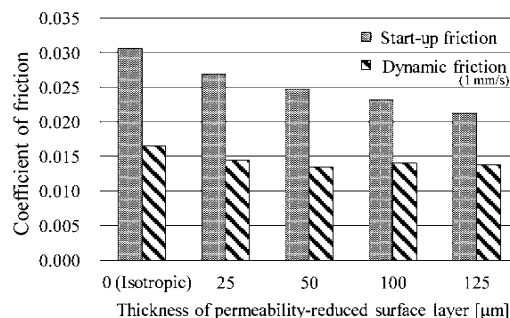 0.035
0.030
0.025
0.020
0.015
0.010
0.005
0.000
Coefficient of friction
Start-up friction
Dynamic friction
(1 mm/s)
0 (Isotropic) 25 50 100 125
Thickness of permeability-reduced surface layer [μm]